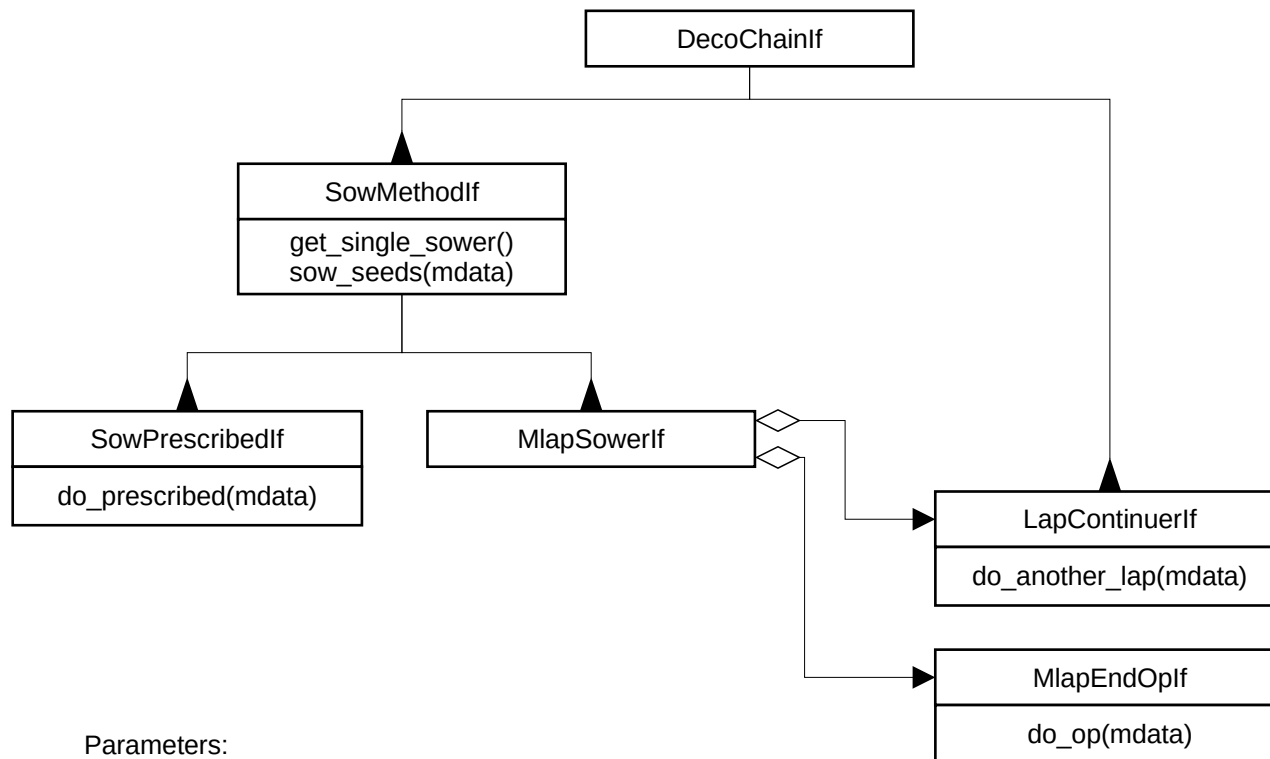 DecoChainIf
SowMethodIf
get_single_sower()
sow_seeds(mdata)
SowPrescribedIf
do_prescribed(mdata)
MlapSowerIf
LapContinuerIf
do_another_lap(mdata)
MlapEndOpIf
do_op(mdata)
Parameters: